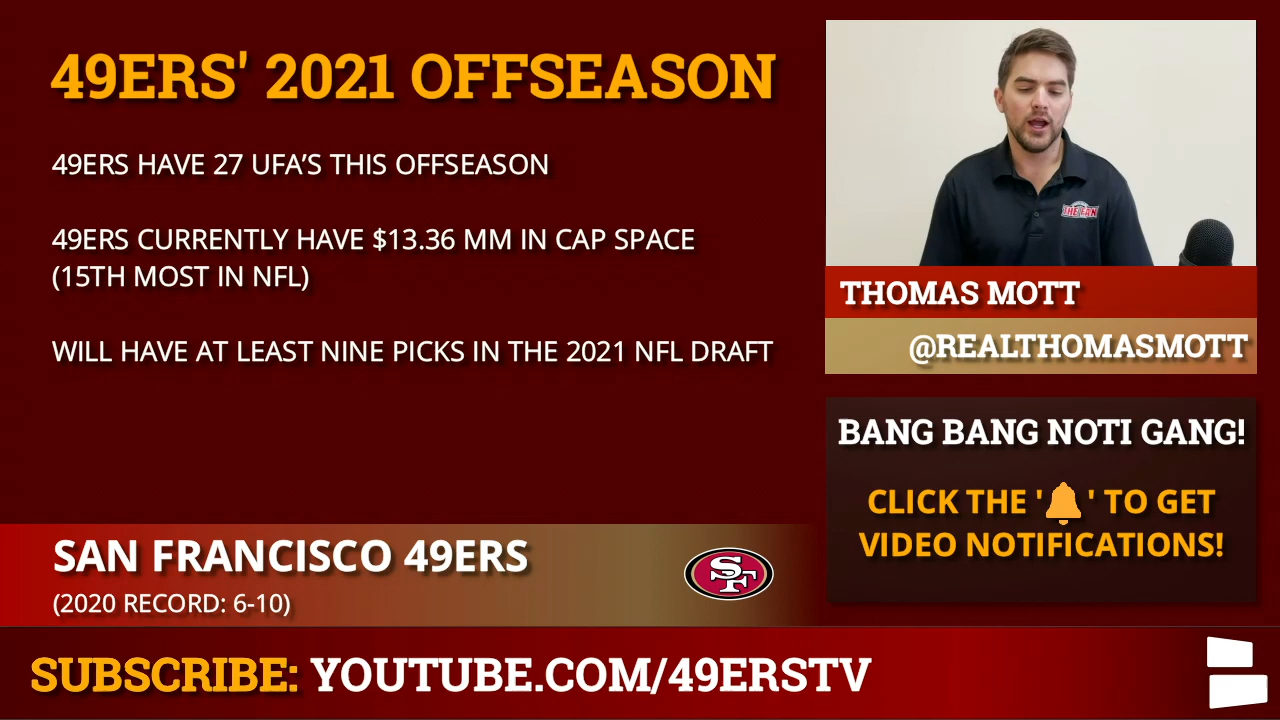 49ERS' 2021 OFFSEASON
49ERS HAVE 27 UFA’S THIS OFFSEASON
49ERS CURRENTLY HAVE $13.36 MM IN CAP SPACE
(15TH MOST IN NFL)
WILL HAVE AT LEAST NINE PICKS IN THE 2021 NFL DRAFT
THE FAN
THOMAS MOTT
@REALTHOMASMOTT
BANG BANG NOTI GANG!
CLICK THE '🔔' TO GET
VIDEO NOTIFICATIONS!
SAN FRANCISCO 49ERS
SF
(2020 RECORD: 6-10)
SUBSCRIBE: YOUTUBE.COM/49ERSTV